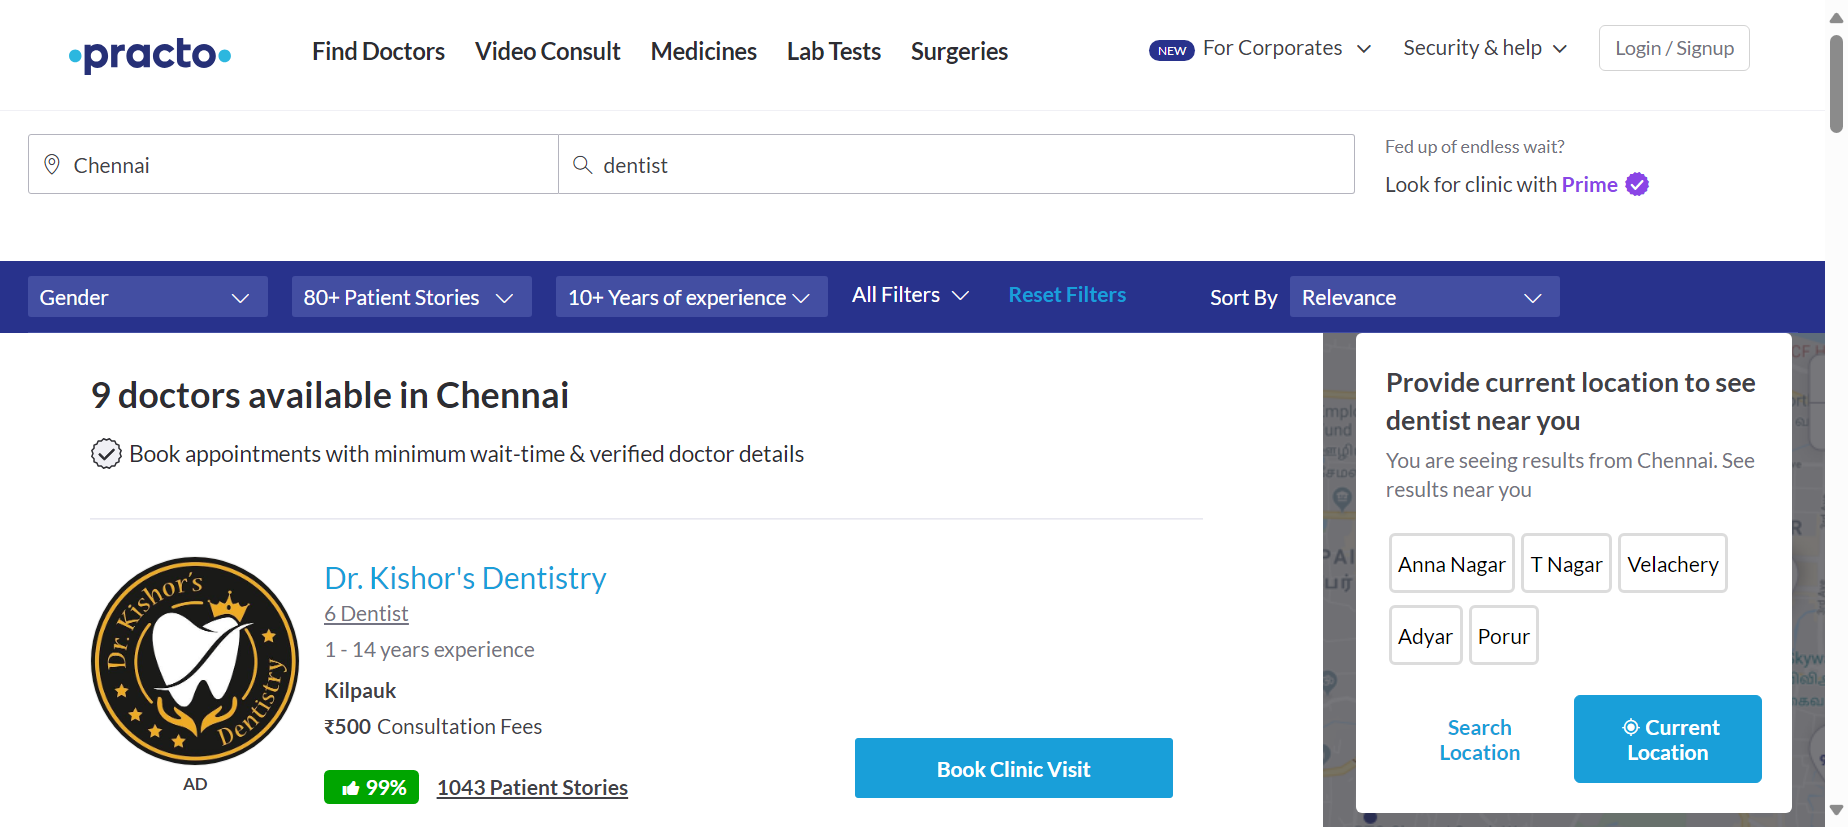 practo
Find Doctors
Video Consult
Medicines
Lab Tests
Surgeries
NEW
For Corporates
Security & help
Login / Signup
Chennai
dentist
Fed up of endless wait?
Look for clinic with Prime
Gender
80+ Patient Stories
10+ Years of experience
All Filters
Reset Filters
Sort By
Relevance
9 doctors available in Chennai
Book appointments with minimum wait-time & verified doctor details
Dr. Kishor's
Dentistry
AD
Dr. Kishor's Dentistry
6 Dentist
1 - 14 years experience
Kilpauk
₹500 Consultation Fees
99%
1043 Patient Stories
Book Clinic Visit
Provide current location to see
dentist near you
You are seeing results from Chennai. See
results near you
Anna Nagar
T Nagar
Velachery
Adyar
Porur
Search
Location
Current
Location